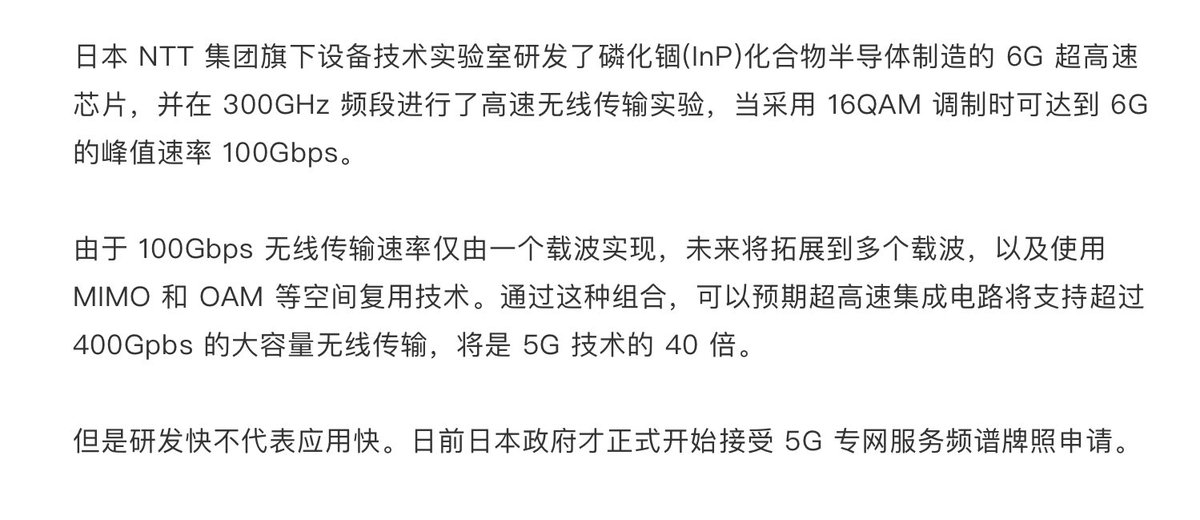 日本 NTT 集团旗下设备技术实验室研发了磷化铟(InP)化合物半导体制造的 6G 超高速
芯片，并在 300GHz 频段进行了高速无线传输实验，当采用 16QAM 调制时可达到 6G
的峰值速率 100Gbps。
由于 100Gbps 无线传输速率仅由一个载波实现，未来将拓展到多个载波，以及使用
MIMO 和 OAM 等空间复用技术。通过这种组合，可以预期超高速集成电路将支持超过
400Gpbs 的大容量无线传输，将是 5G 技术的 40 倍。
但是研发快不代表应用快。日前日本政府才正式开始接受 5G 专网服务频谱牌照申请。